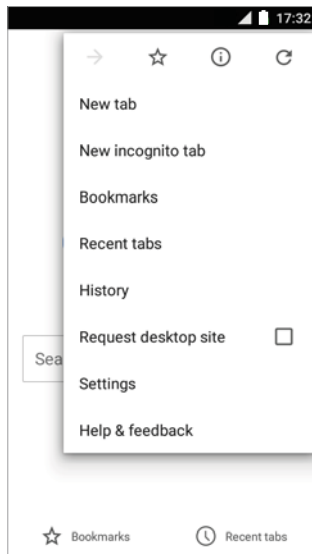 17:32
New tab
New incognito tab
Bookmarks
Recent tabs
History
Request desktop site
Sea
Settings
Help & feedback
Bookmarks Recent tabs